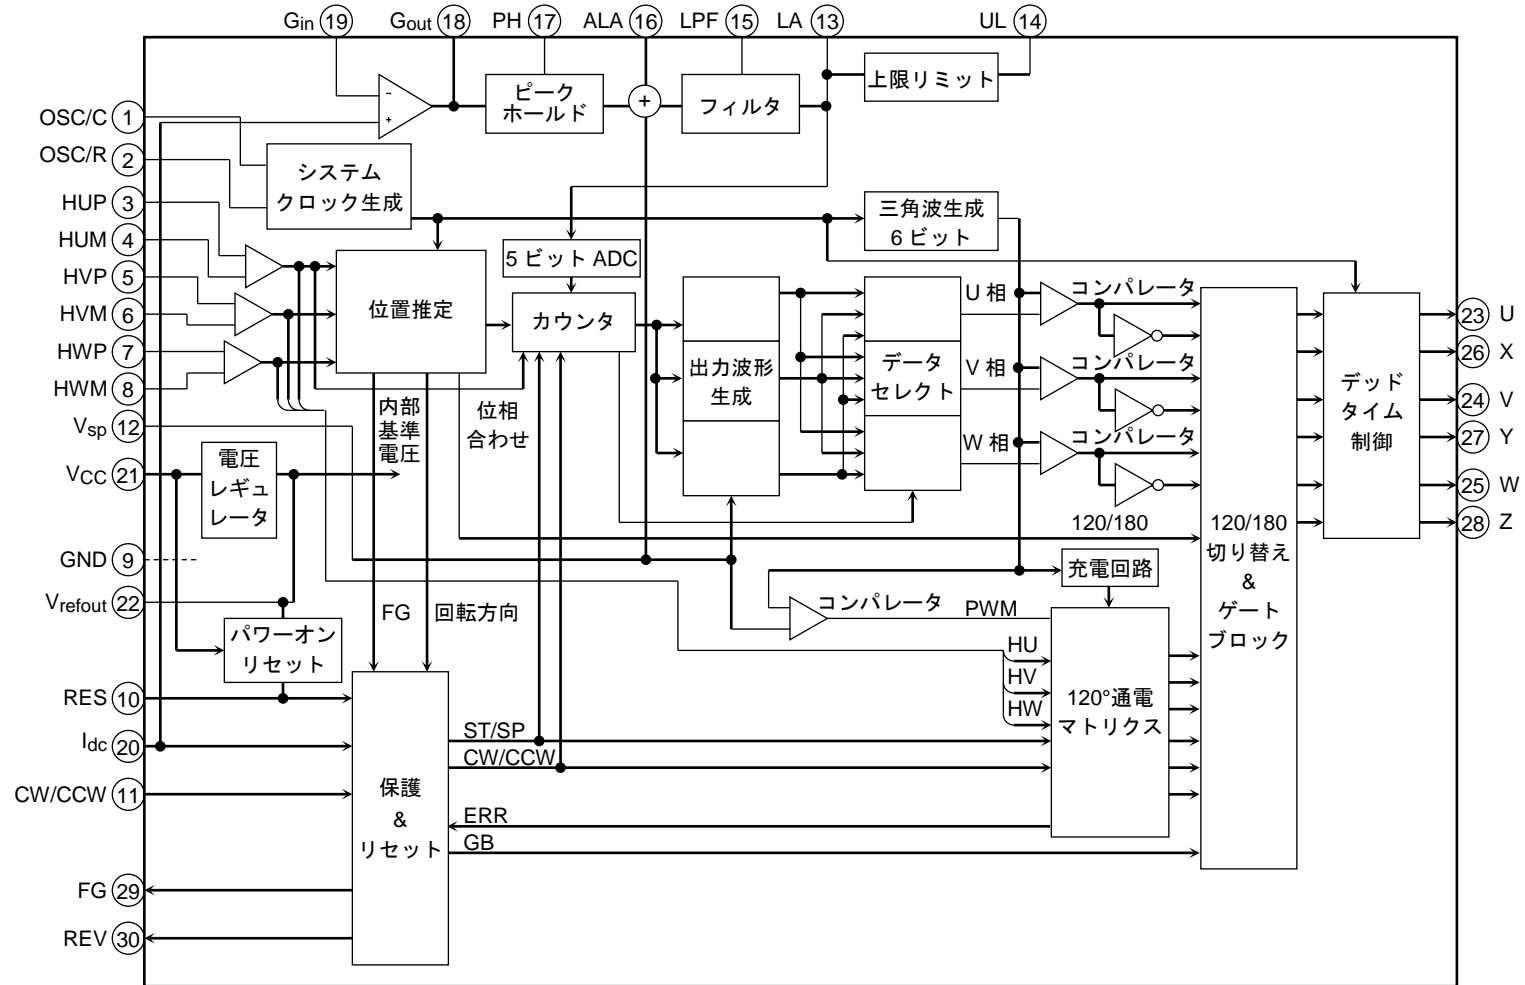 Gin 19
Gout 18
PH 17
ALA 16
LPF 15
LA 13
UL 14
OSC/C 1
OSC/R 2
HUP 3
HUM 4
HVP 5
HVM 6
HWP 7
HWM 8
Vsp 12
VCC 21
GND 9
Vrefout 22
RES 10
Idc 20
CW/CCW 11
FG 29
REV 30
-
+
ピーク
ホールド
+
フィルタ
上限リミット
システム
クロック生成
三角波生成
6 ビット
5 ビット ADC
位置推定
カウンタ
出力波形
生成
データ
セレクト
U 相
V 相
W 相
コンパレータ
コンパレータ
コンパレータ
120/180
120/180
切り替え
&
ゲート
ブロック
デッド
タイム
制御
23 U
26 X
24 V
27 Y
25 W
28 Z
内部
基準
電圧
位相
合わせ
電圧
レギュ
レータ
パワーオン
リセット
FG
回転方向
コンパレータ
PWM
充電回路
HU
HV
HW
120°通電
マトリクス
ST/SP
CW/CCW
ERR
GB
保護
&
リセット